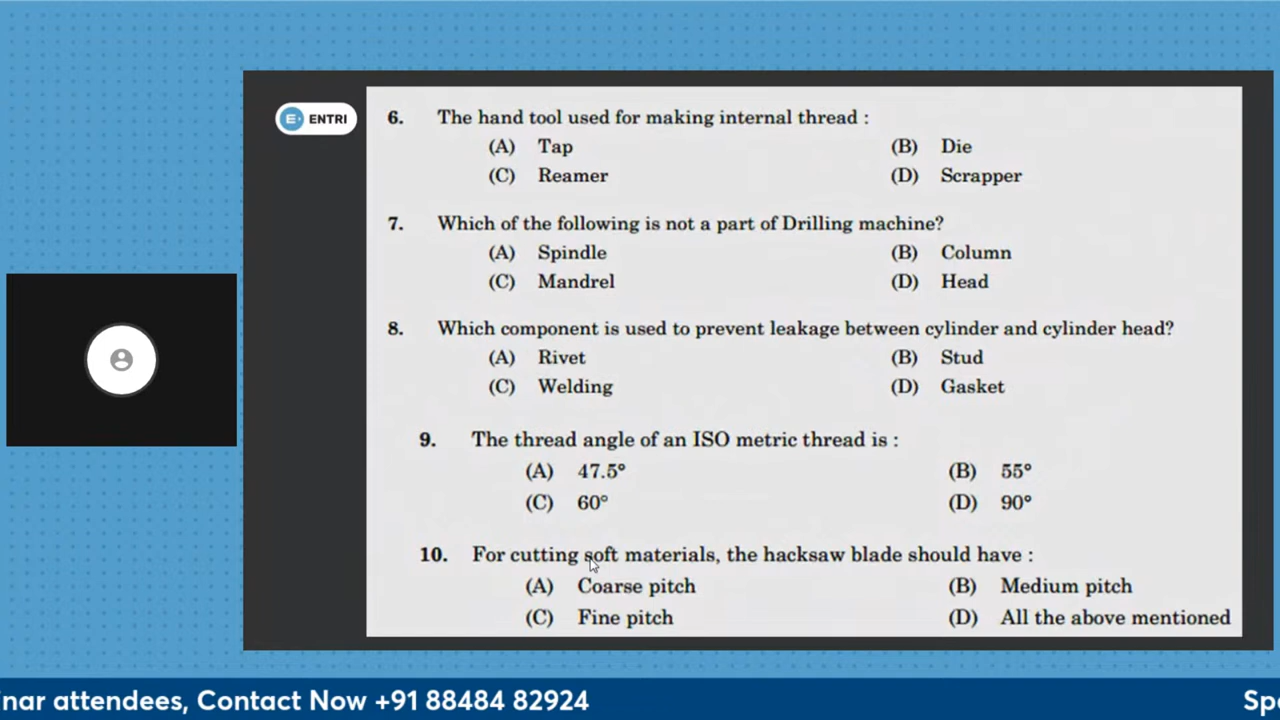 E ENTRI
6. The hand tool used for making internal thread :
(A) Tap (B) Die
(C) Reamer (D) Scrapper
7. Which of the following is not a part of Drilling machine?
(A) Spindle (B) Column
(C) Mandrel (D) Head
8. Which component is used to prevent leakage between cylinder and cylinder head?
(A) Rivet (B) Stud
(C) Welding (D) Gasket
9. The thread angle of an ISO metric thread is :
(A) 47.5° (B) 55°
(C) 60° (D) 90°
10. For cutting soft materials, the hacksaw blade should have :
(A) Coarse pitch (B) Medium pitch
(C) Fine pitch (D) All the above mentioned
nar attendees, Contact Now +91 88484 82924 Spe